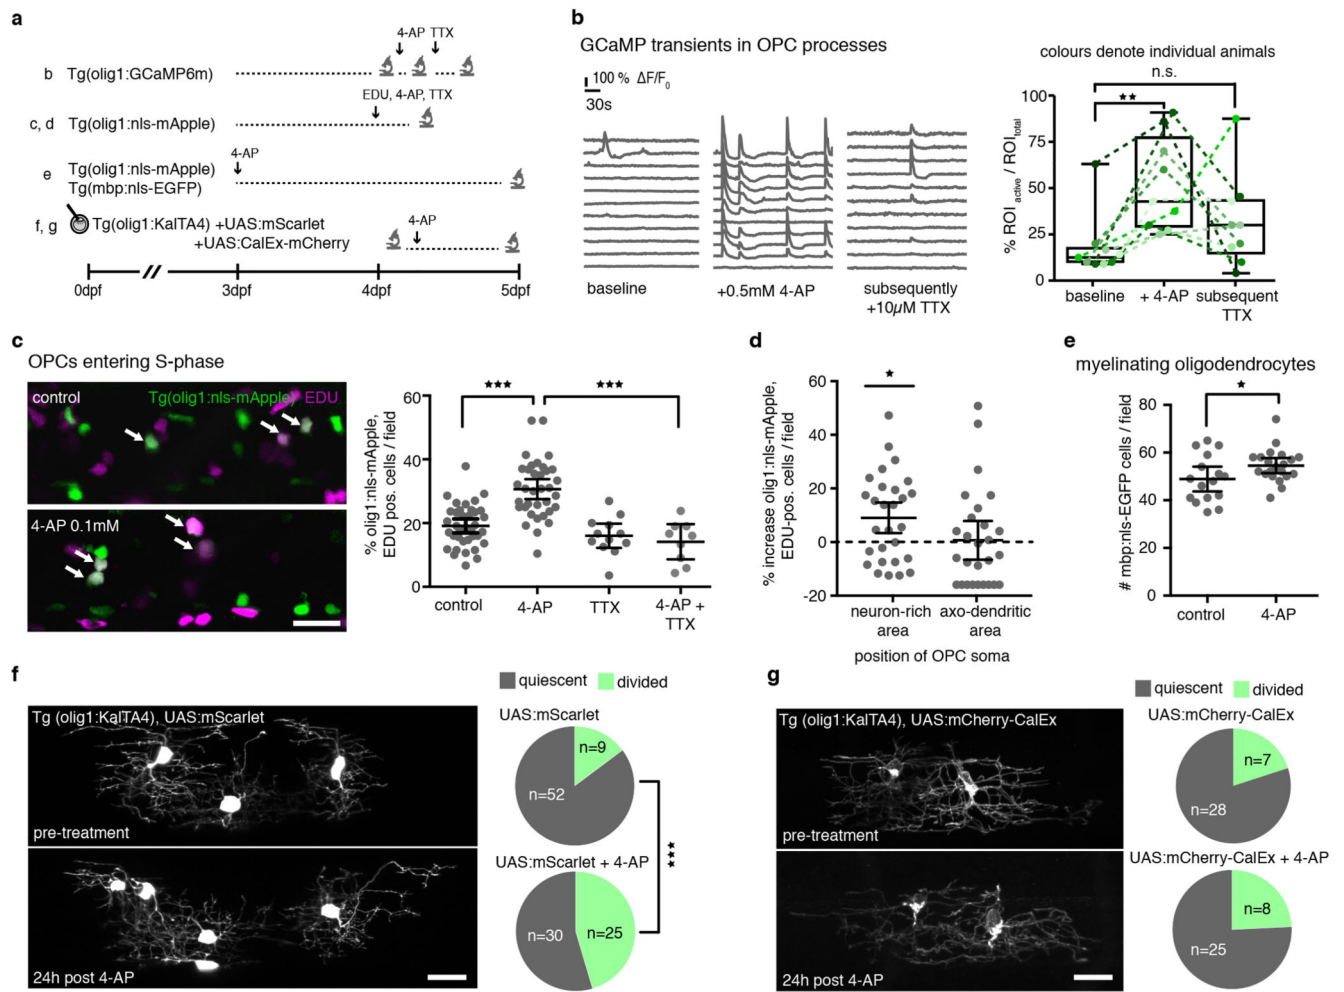 a
4-AP TTX
b Tg(olig1:GCaMP6m)
EDU, 4-AP, TTX
c, d Tg(olig1:nls-mApple)
4-AP
e Tg(olig1:nls-mApple)
Tg(mbp:nls-EGFP)
f, g Tg(olig1:KalTA4) +UAS:mScarlet
+UAS:CalEx-mCherry
4-AP
0dpf 3dpf 4dpf 5dpf
b
GCaMP transients in OPC processes
100 % ΔF/F0
30s
baseline
+0.5mM 4-AP
subsequently
+10µM TTX
colours denote individual animals
n.s.
★★
% ROI active / ROI total
100
75
50
25
0
baseline + 4-AP subsequent
TTX
c
OPCs entering S-phase
control Tg(olig1:nls-mApple) EDU
4-AP 0.1mM
★★★ ★★★
% olig1:nls-mApple,
EDU pos. cells / field
60
40
20
0
control 4-AP TTX 4-AP +
TTX
d
★
% increase olig1:nls-mApple,
EDU-pos. cells / field
60
40
20
0
-20
neuron-rich
area
axo-dendritic
area
position of OPC soma
e
myelinating oligodendrocytes
★
# mbp:nls-EGFP cells / field
80
60
40
20
0
control 4-AP
f
Tg (olig1:KalTA4), UAS:mScarlet
pre-treatment
24h post 4-AP
quiescent divided
UAS:mScarlet
n=9
n=52
★★★
UAS:mScarlet + 4-AP
n=30 n=25
g
Tg (olig1:KalTA4), UAS:mCherry-CalEx
pre-treatment
24h post 4-AP
quiescent divided
UAS:mCherry-CalEx
n=7
n=28
UAS:mCherry-CalEx + 4-AP
n=8
n=25